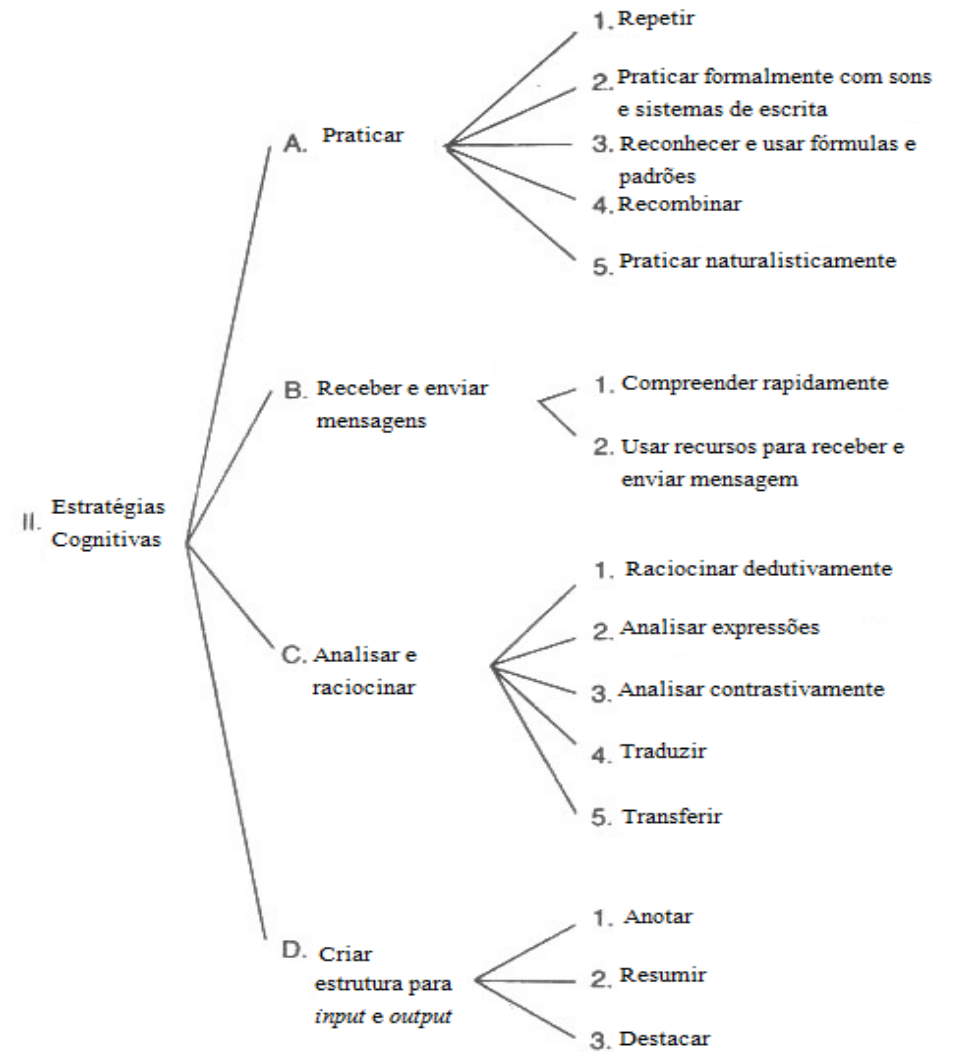 II. Estratégias
Cognitivas
A. Praticar
1. Repetir
2. Praticar formalmente com sons
e sistemas de escrita
3. Reconhecer e usar fórmulas e
padrões
4. Recombinar
5. Praticar naturalisticamente
B. Receber e enviar
mensagens
1. Compreender rapidamente
2. Usar recursos para receber e
enviar mensagem
C. Analisar e
raciocinar
1. Raciocinar dedutivamente
2. Analisar expressões
3. Analisar contrastivamente
4. Traduzir
5. Transferir
D. Criar
estrutura para
input e output
1. Anotar
2. Resumir
3. Destacar